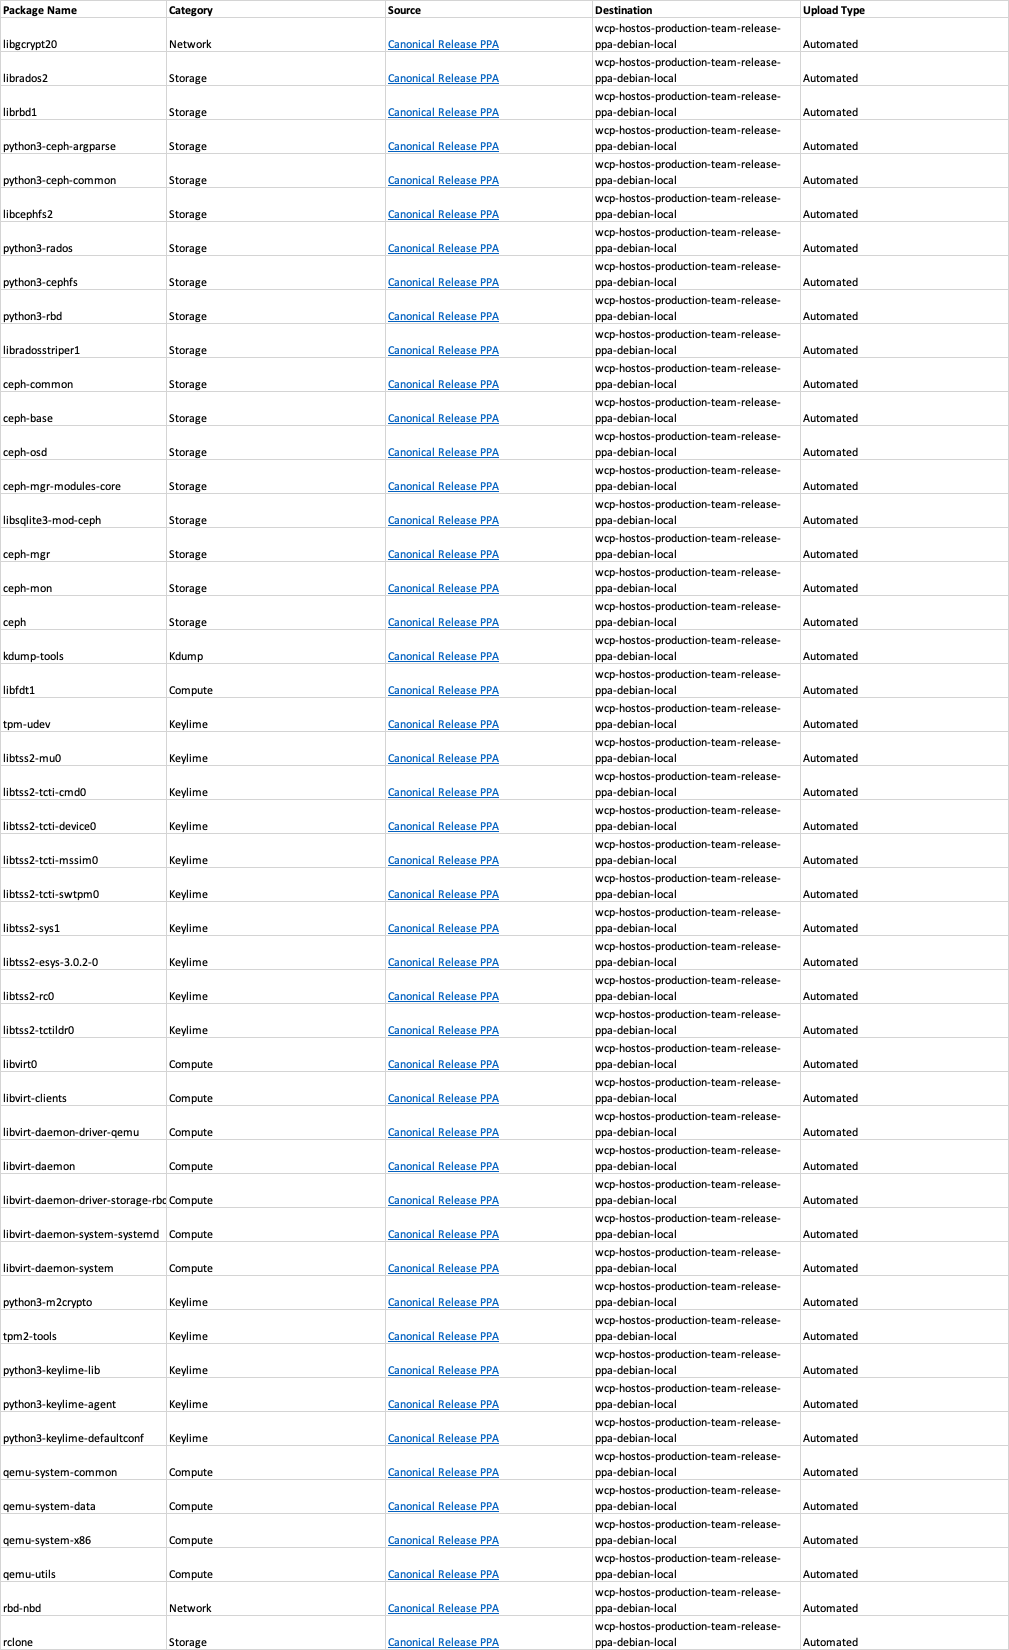 Package Name Category Source Destination Upload Type
libgcrypt20 Network Canonical Release PPA wcp-hostos-production-team-release-
ppa-debian-local Automated
librados2 Storage Canonical Release PPA wcp-hostos-production-team-release-
ppa-debian-local Automated
librbd1 Storage Canonical Release PPA wcp-hostos-production-team-release-
ppa-debian-local Automated
python3-ceph-argparse Storage Canonical Release PPA wcp-hostos-production-team-release-
ppa-debian-local Automated
python3-ceph-common Storage Canonical Release PPA wcp-hostos-production-team-release-
ppa-debian-local Automated
libcephfs2 Storage Canonical Release PPA wcp-hostos-production-team-release-
ppa-debian-local Automated
python3-rados Storage Canonical Release PPA wcp-hostos-production-team-release-
ppa-debian-local Automated
python3-cephfs Storage Canonical Release PPA wcp-hostos-production-team-release-
ppa-debian-local Automated
python3-rbd Storage Canonical Release PPA wcp-hostos-production-team-release-
ppa-debian-local Automated
libradosstriper1 Storage Canonical Release PPA wcp-hostos-production-team-release-
ppa-debian-local Automated
ceph-common Storage Canonical Release PPA wcp-hostos-production-team-release-
ppa-debian-local Automated
ceph-base Storage Canonical Release PPA wcp-hostos-production-team-release-
ppa-debian-local Automated
ceph-osd Storage Canonical Release PPA wcp-hostos-production-team-release-
ppa-debian-local Automated
ceph-mgr-modules-core Storage Canonical Release PPA wcp-hostos-production-team-release-
ppa-debian-local Automated
libsqlite3-mod-ceph Storage Canonical Release PPA wcp-hostos-production-team-release-
ppa-debian-local Automated
ceph-mgr Storage Canonical Release PPA wcp-hostos-production-team-release-
ppa-debian-local Automated
ceph-mon Storage Canonical Release PPA wcp-hostos-production-team-release-
ppa-debian-local Automated
ceph Storage Canonical Release PPA wcp-hostos-production-team-release-
ppa-debian-local Automated
kdump-tools Kdump Canonical Release PPA wcp-hostos-production-team-release-
ppa-debian-local Automated
libfdt1 Compute Canonical Release PPA wcp-hostos-production-team-release-
ppa-debian-local Automated
tpm-udev Keylime Canonical Release PPA wcp-hostos-production-team-release-
ppa-debian-local Automated
libtss2-mu0 Keylime Canonical Release PPA wcp-hostos-production-team-release-
ppa-debian-local Automated
libtss2-tcti-cmd0 Keylime Canonical Release PPA wcp-hostos-production-team-release-
ppa-debian-local Automated
libtss2-tcti-device0 Keylime Canonical Release PPA wcp-hostos-production-team-release-
ppa-debian-local Automated
libtss2-tcti-mssim0 Keylime Canonical Release PPA wcp-hostos-production-team-release-
ppa-debian-local Automated
libtss2-tcti-swtpm0 Keylime Canonical Release PPA wcp-hostos-production-team-release-
ppa-debian-local Automated
libtss2-sys1 Keylime Canonical Release PPA wcp-hostos-production-team-release-
ppa-debian-local Automated
libtss2-esys-3.0.2-0 Keylime Canonical Release PPA wcp-hostos-production-team-release-
ppa-debian-local Automated
libtss2-rc0 Keylime Canonical Release PPA wcp-hostos-production-team-release-
ppa-debian-local Automated
libtss2-tctildr0 Keylime Canonical Release PPA wcp-hostos-production-team-release-
ppa-debian-local Automated
libvirt0 Compute Canonical Release PPA wcp-hostos-production-team-release-
ppa-debian-local Automated
libvirt-clients Compute Canonical Release PPA wcp-hostos-production-team-release-
ppa-debian-local Automated
libvirt-daemon-driver-qemu Compute Canonical Release PPA wcp-hostos-production-team-release-
ppa-debian-local Automated
libvirt-daemon Compute Canonical Release PPA wcp-hostos-production-team-release-
ppa-debian-local Automated
libvirt-daemon-driver-storage-rbd Compute Canonical Release PPA wcp-hostos-production-team-release-
ppa-debian-local Automated
libvirt-daemon-system-systemd Compute Canonical Release PPA wcp-hostos-production-team-release-
ppa-debian-local Automated
libvirt-daemon-system Compute Canonical Release PPA wcp-hostos-production-team-release-
ppa-debian-local Automated
python3-m2crypto Keylime Canonical Release PPA wcp-hostos-production-team-release-
ppa-debian-local Automated
tpm2-tools Keylime Canonical Release PPA wcp-hostos-production-team-release-
ppa-debian-local Automated
python3-keylime-lib Keylime Canonical Release PPA wcp-hostos-production-team-release-
ppa-debian-local Automated
python3-keylime-agent Keylime Canonical Release PPA wcp-hostos-production-team-release-
ppa-debian-local Automated
python3-keylime-defaultconf Keylime Canonical Release PPA wcp-hostos-production-team-release-
ppa-debian-local Automated
qemu-system-common Compute Canonical Release PPA wcp-hostos-production-team-release-
ppa-debian-local Automated
qemu-system-data Compute Canonical Release PPA wcp-hostos-production-team-release-
ppa-debian-local Automated
qemu-system-x86 Compute Canonical Release PPA wcp-hostos-production-team-release-
ppa-debian-local Automated
qemu-utils Compute Canonical Release PPA wcp-hostos-production-team-release-
ppa-debian-local Automated
rbd-nbd Network Canonical Release PPA wcp-hostos-production-team-release-
ppa-debian-local Automated
rclone Storage Canonical Release PPA wcp-hostos-production-team-release-
ppa-debian-local Automated